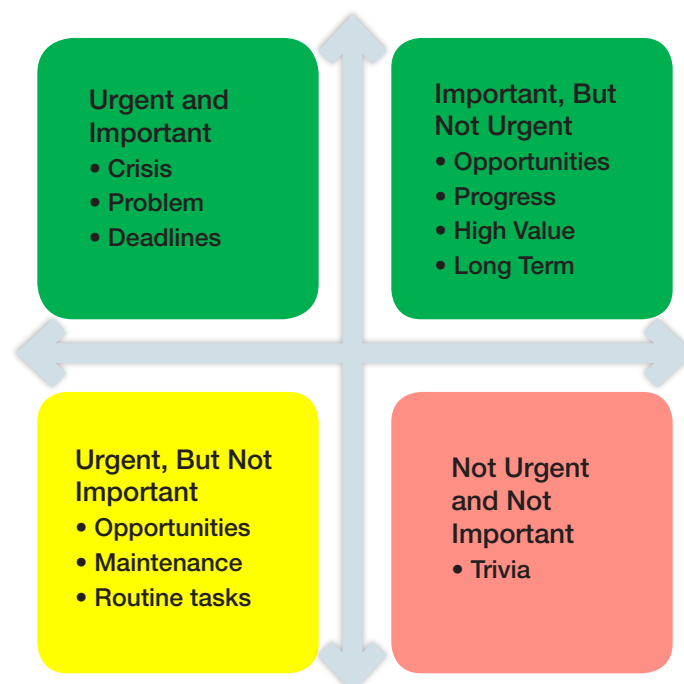 Urgent and
Important
• Crisis
• Problem
• Deadlines
Important, But
Not Urgent
• Opportunities
• Progress
• High Value
• Long Term
Urgent, But Not
Important
• Opportunities
• Maintenance
• Routine tasks
Not Urgent
and Not
Important
• Trivia